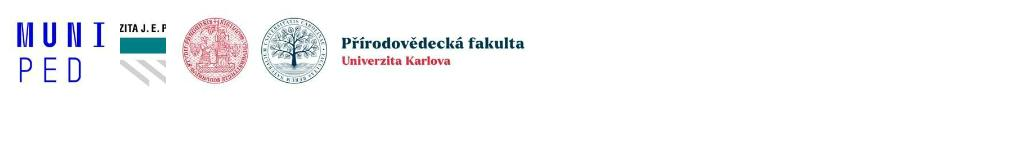 MUNI
PED
ZITA J. E. P
Přírodovědecká fakulta
Univerzita Karlova